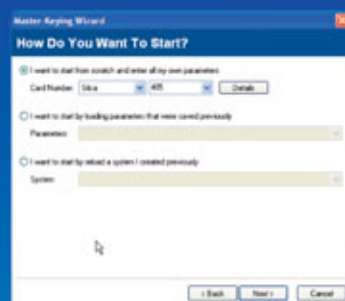 Master Keying Wizard
How Do You Want To Start?
I want to start from scratch and enter all my own parameters
Card Number: Silca 405 Details
I want to start by loading parameters that were saved previously
Parameters:
I want to start by reload a system I created previously
System:
< Back Next > Cancel